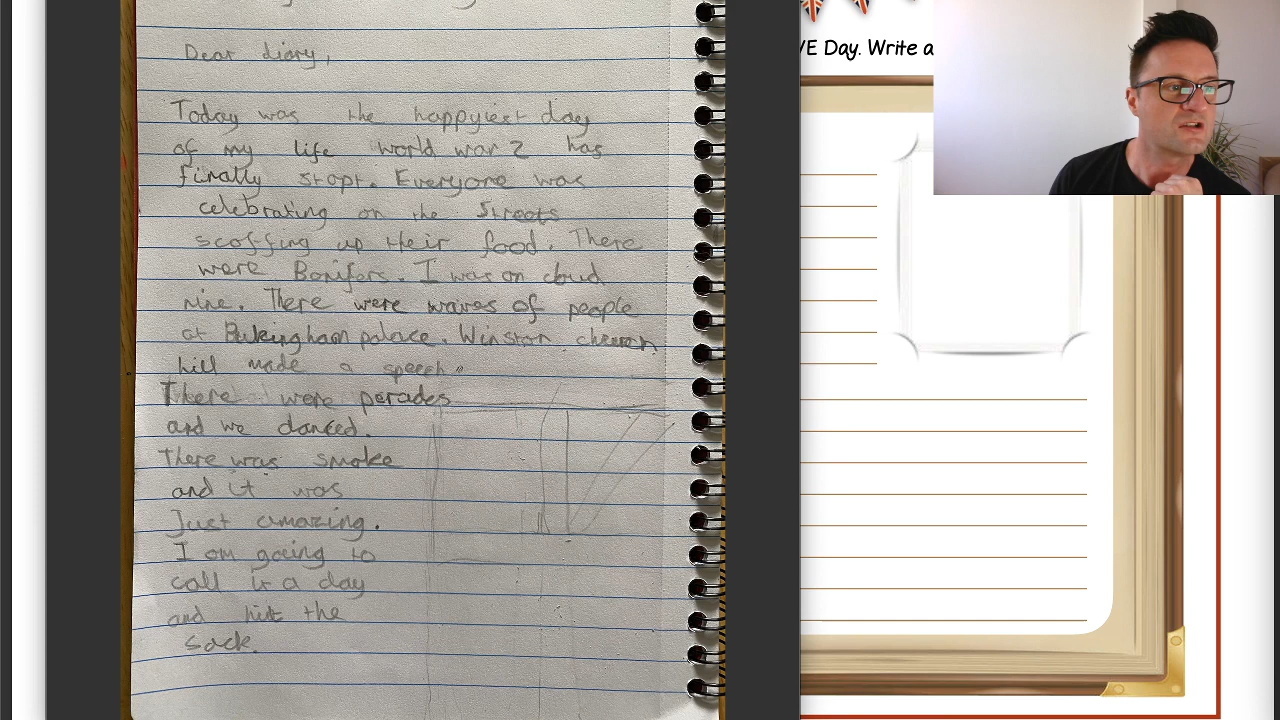 Dear diary,
Today was the happyiest day
of my life world war 2 has
finally stopt. Everyone was
celebrating on the Streets
scoffing up their food. There
were Bonifers. I was on cloud
nine. There were waves of people
at Bukingham palace. Winston church
hill made a speech.
There were perades
and we danced.
There was smoke
and it was
Just amazing.
I am going to
call it a day
and hit the
sack.
VE Day. Write a